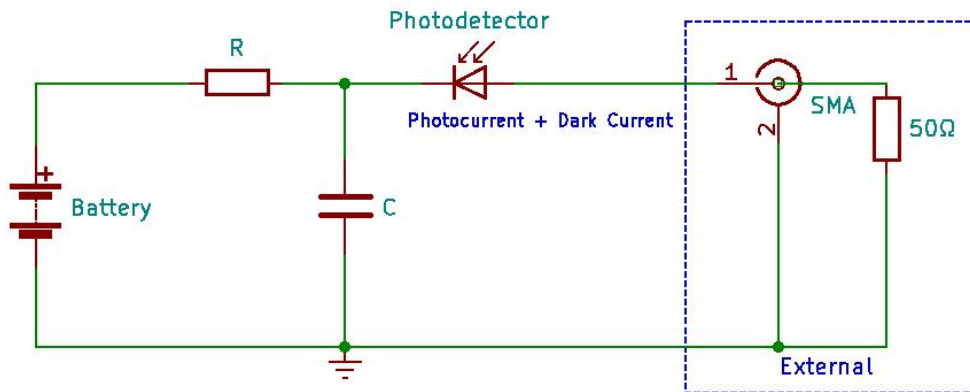 Photodetector
R
1
SMA
Photocurrent + Dark Current
2
50Ω
+
Battery
C
External